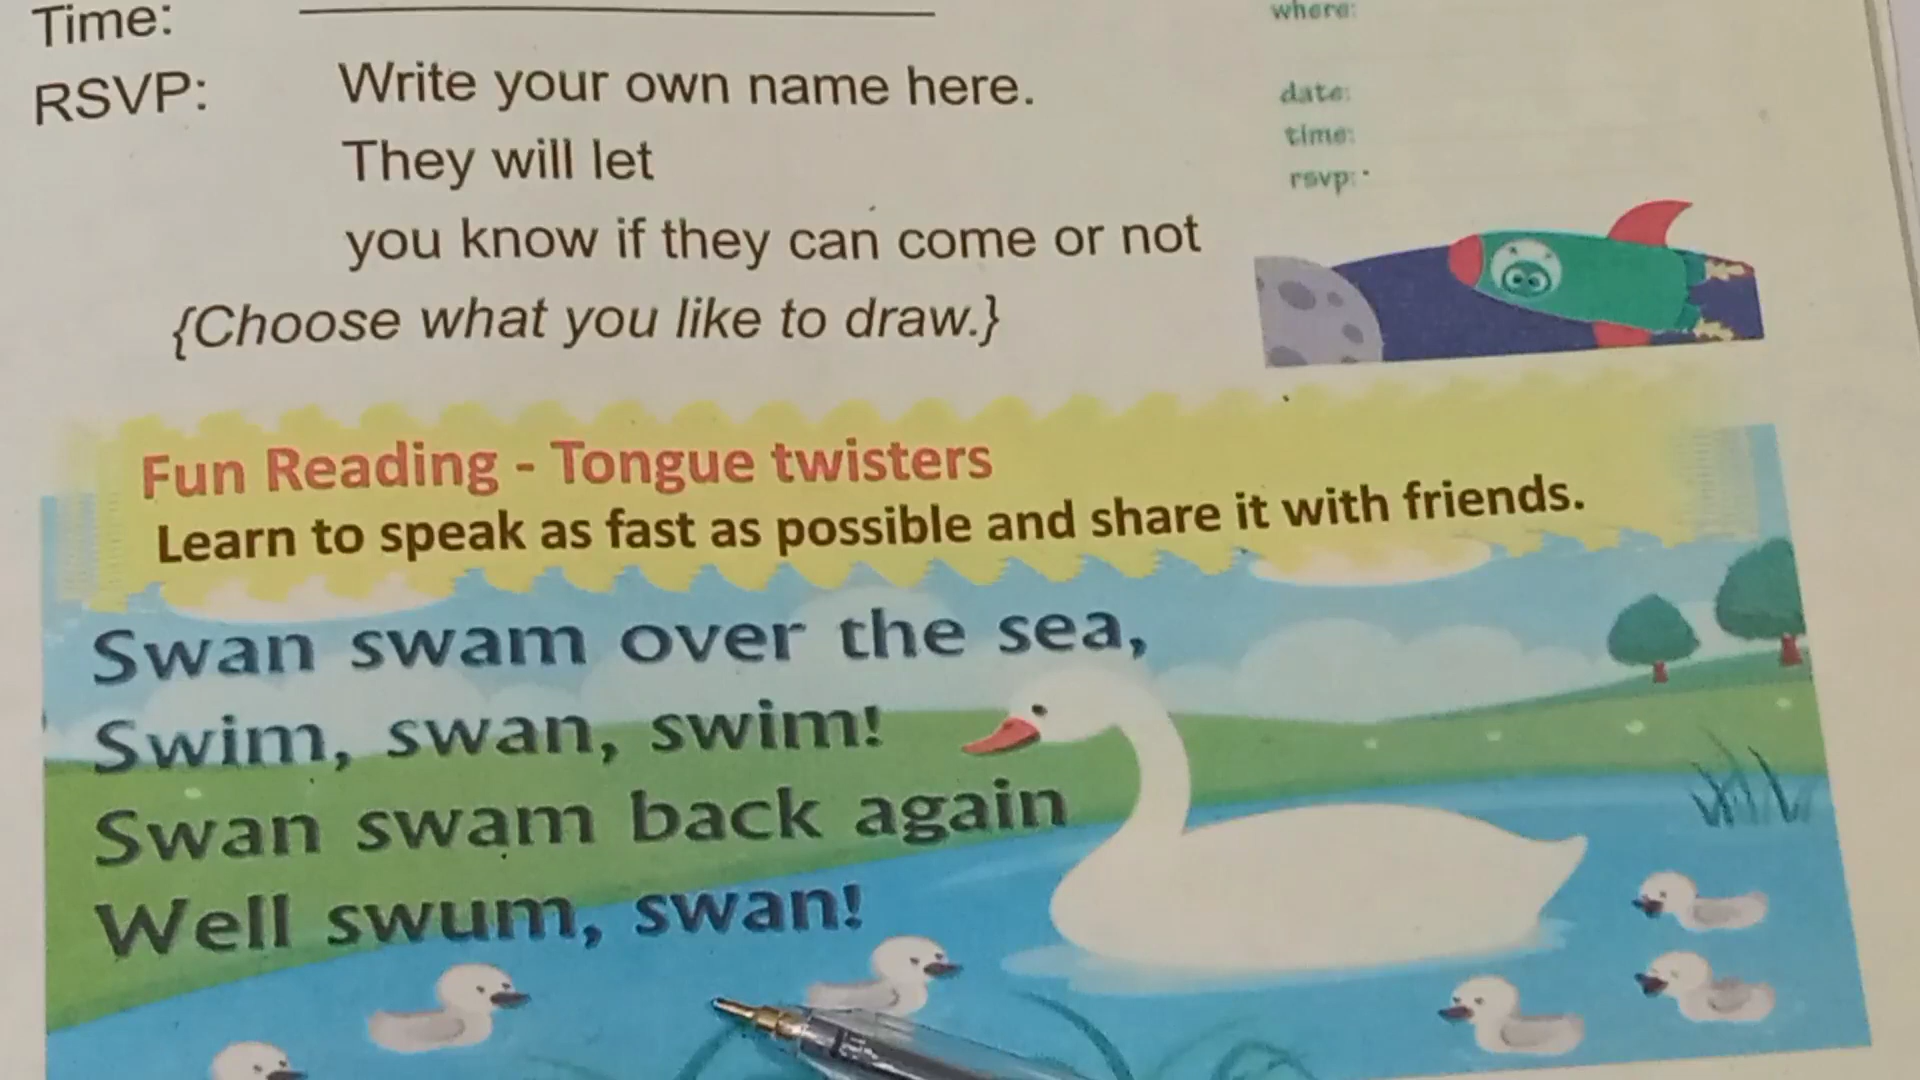 Time:
RSVP: Write your own name here.
They will let
you know if they can come or not
{Choose what you like to draw.}
where:
date:
time:
rsvp:
Fun Reading - Tongue twisters
Learn to speak as fast as possible and share it with friends.
Swan swam over the sea,
Swim, swan, swim!
Swan swam back again
Well swum, swan!